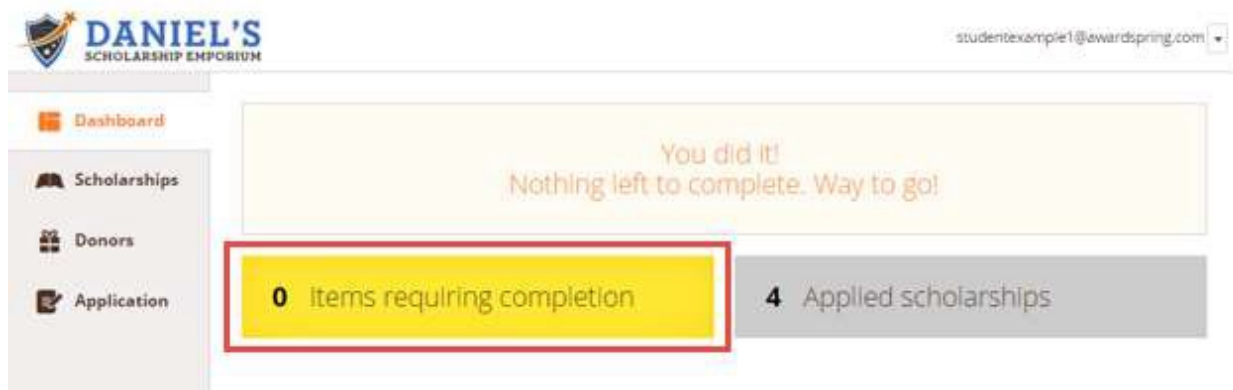 DANIEL'S
SCHOLARSHIP EMPORIUM
studentexample1@awardspring.com
Dashboard
Scholarships
Donors
Application
You did it!
Nothing left to complete. Way to go!
0 Items requiring completion
4 Applied scholarships